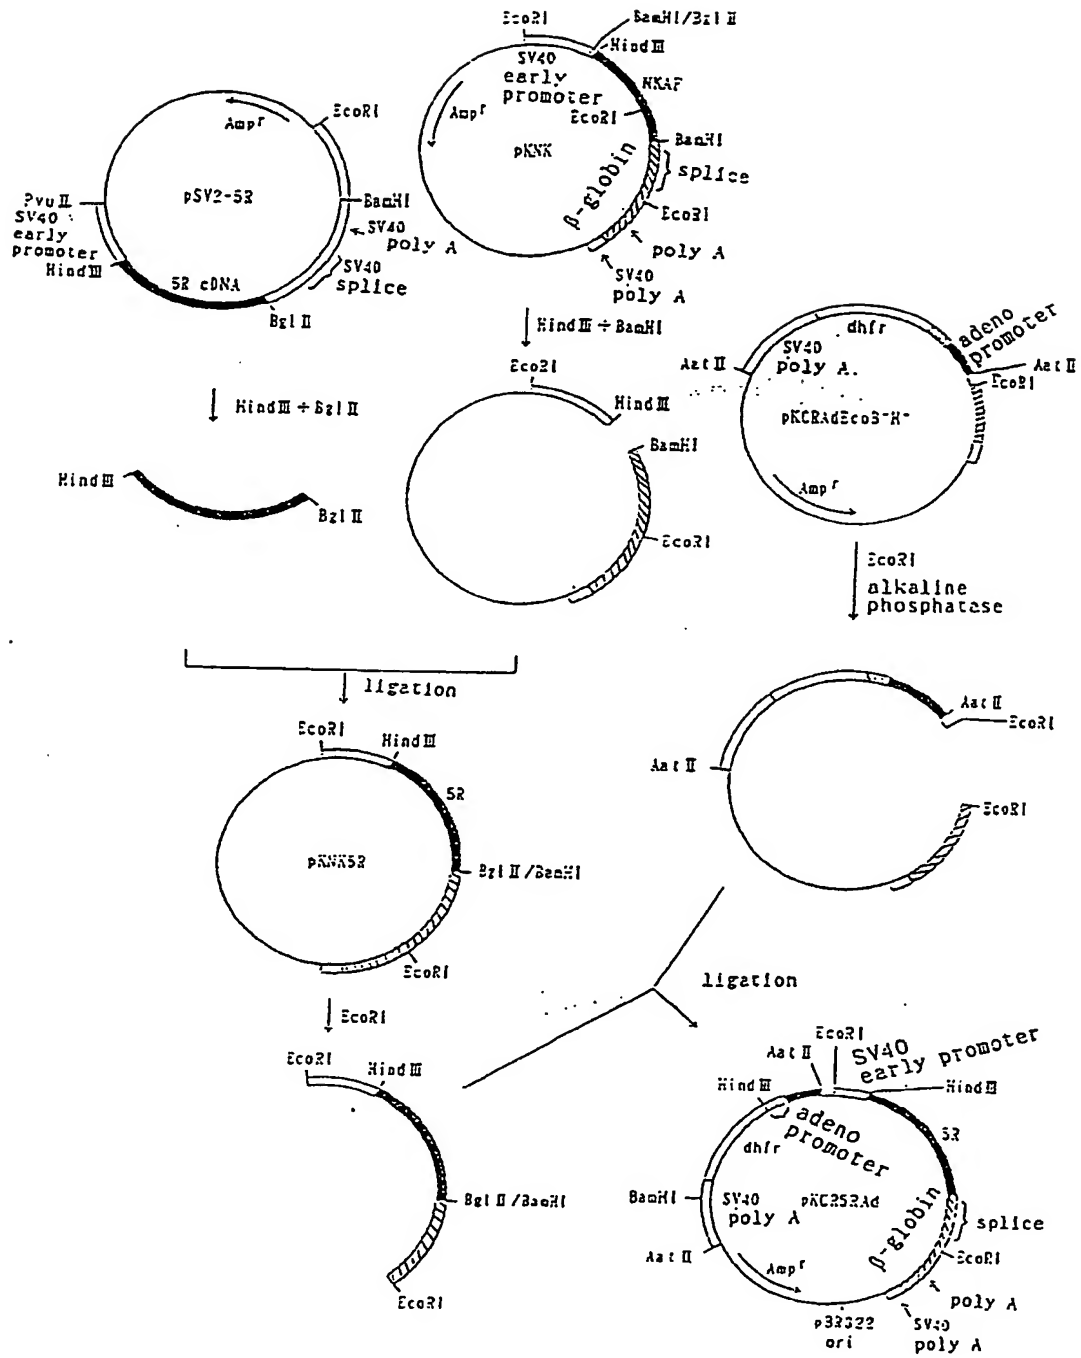 EcoRI
BamHI/BglII
HindIII
SV40
early
promoter
NKAF
EcoRI
Amp r
pKNK
BamHI
β-globin
splice
EcoRI
poly A
SV40
poly A
Amp r
EcoRI
pSV2-5R
PvuII
SV40
early
promoter
HindIII
BamHI
SV40
poly A
SV40
splice
5R cDNA
BglII
HindIII + BamHI
HindIII + BglII
HindIII
BglII
EcoRI
HindIII
BamHI
EcoRI
dhfr
adeno
promoter
SV40
poly A.
AatII
AatII
EcoRI
pKCRAdEcoB-H-
Amp r
EcoRI
alkaline
phosphatase
ligation
EcoRI
HindIII
5R
pKNK5R
BglII/BamHI
EcoRI
AatII
EcoRI
AatII
EcoRI
EcoRI
ligation
EcoRI
HindIII
BglII/BamHI
EcoRI
EcoRI
AatII
SV40
early promoter
HindIII
HindIII
adeno
promoter
5R
dhfr
BamHI
SV40
poly A
pKCR5RAd
β-globin
splice
AatII
EcoRI
Amp r
poly A
pBR322
ori
SV40
poly A